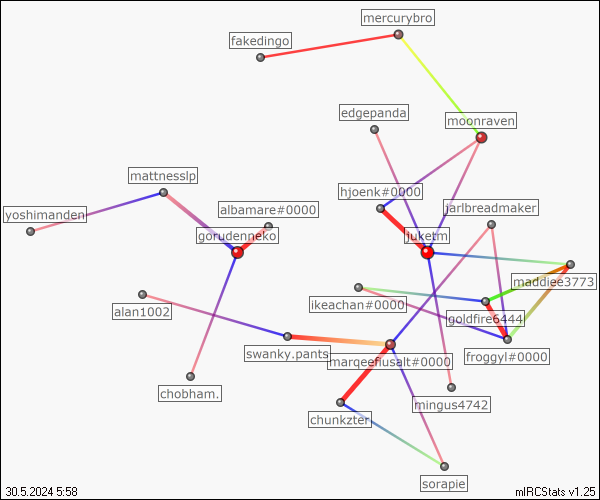 mercurybro
fakedingo
edgepanda
moonraven
mattnesslp
hjoenk#0000
albamare#0000
jarlbreadmaker
yoshimanden
gorudenneko
juketm
maddiee3773
ikeachan#0000
alan1002
goldfire6444
swanky.pants
froggyl#0000
marqeefiusalt#0000
chobham.
mingus4742
chunkzter
sorapie
30.5.2024 5:58
mIRCStats v1.25